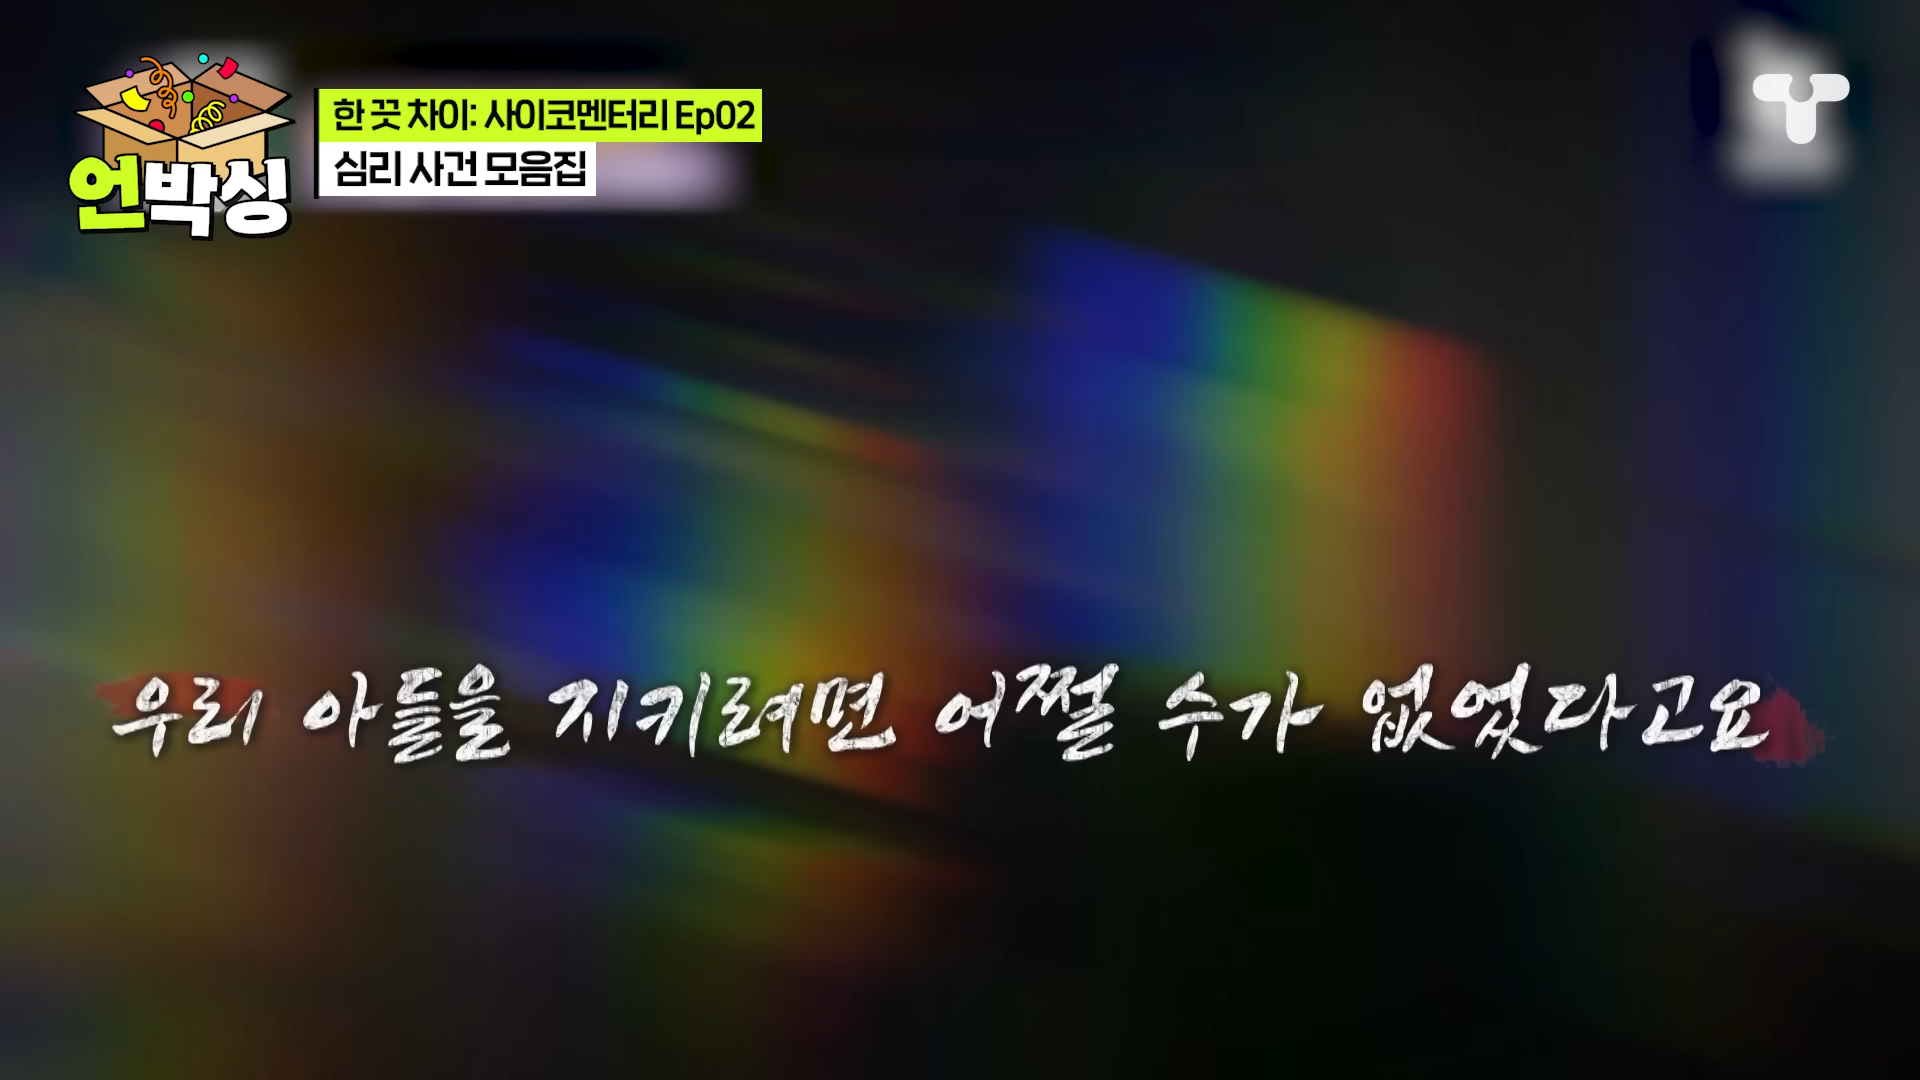 언박싱
한 끗 차이: 사이코멘터리 Ep02
심리 사건 모음집
우리 아들을 지키려면 어쩔 수가 없었다고요